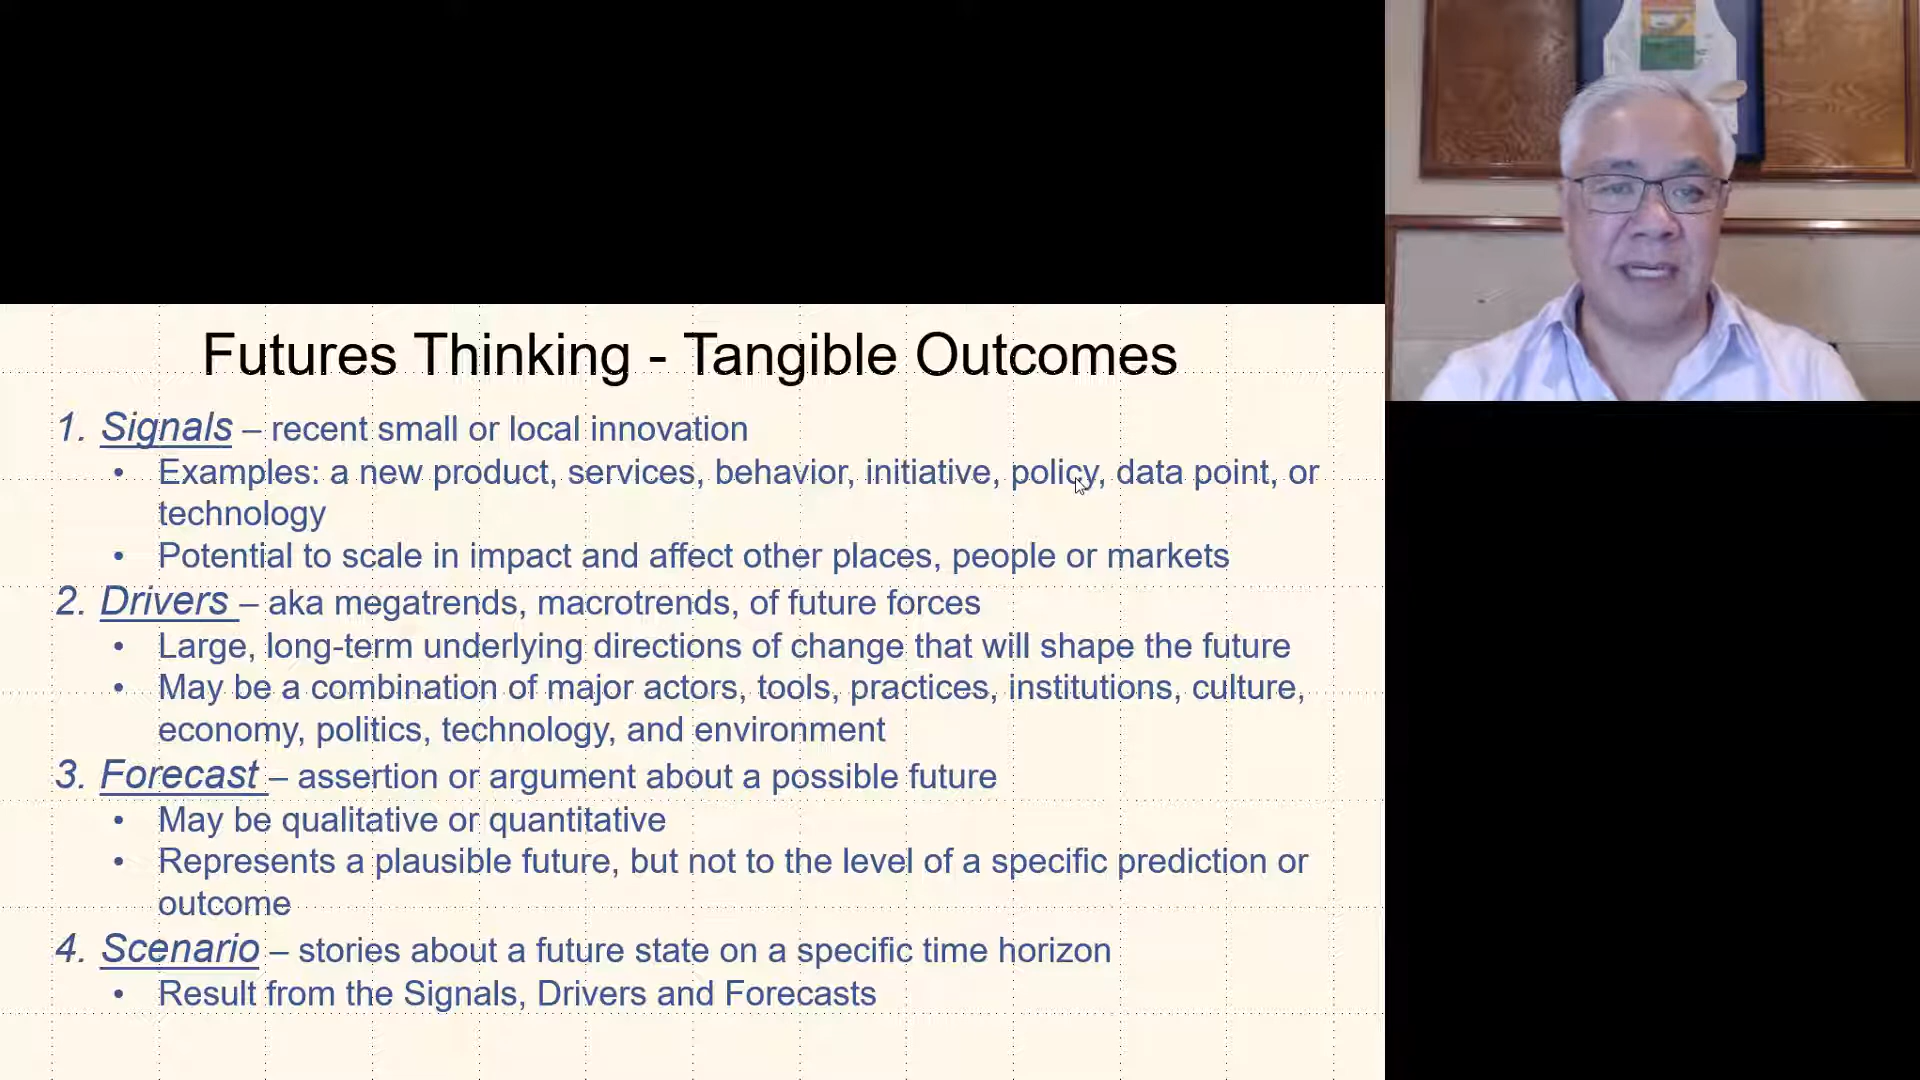 Futures Thinking - Tangible Outcomes
1. Signals – recent small or local innovation
• Examples: a new product, services, behavior, initiative, policy, data point, or
technology
• Potential to scale in impact and affect other places, people or markets
2. Drivers – aka megatrends, macrotrends, of future forces
• Large, long-term underlying directions of change that will shape the future
• May be a combination of major actors, tools, practices, institutions, culture,
economy, politics, technology, and environment
3. Forecast – assertion or argument about a possible future
• May be qualitative or quantitative
• Represents a plausible future, but not to the level of a specific prediction or
outcome
4. Scenario – stories about a future state on a specific time horizon
• Result from the Signals, Drivers and Forecasts